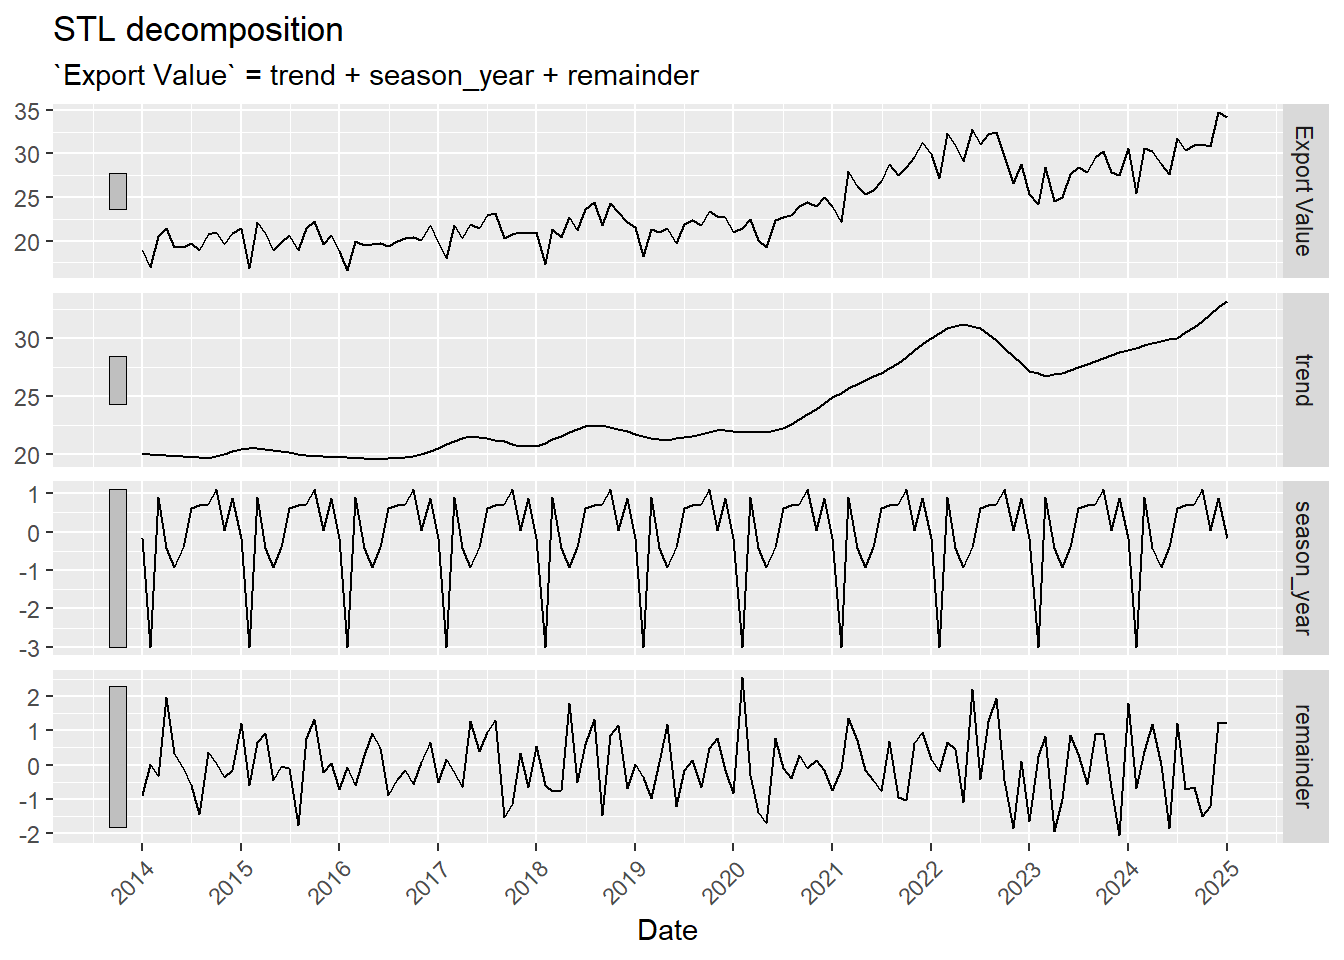 STL decomposition
`Export Value` = trend + season_year + remainder
35
30
25
20
Export Value
30
25
20
trend
1
0
-1
-2
-3
season_year
2
1
0
-1
-2
remainder
2014 2015 2016 2017 2018 2019 2020 2021 2022 2023 2024 2025
Date